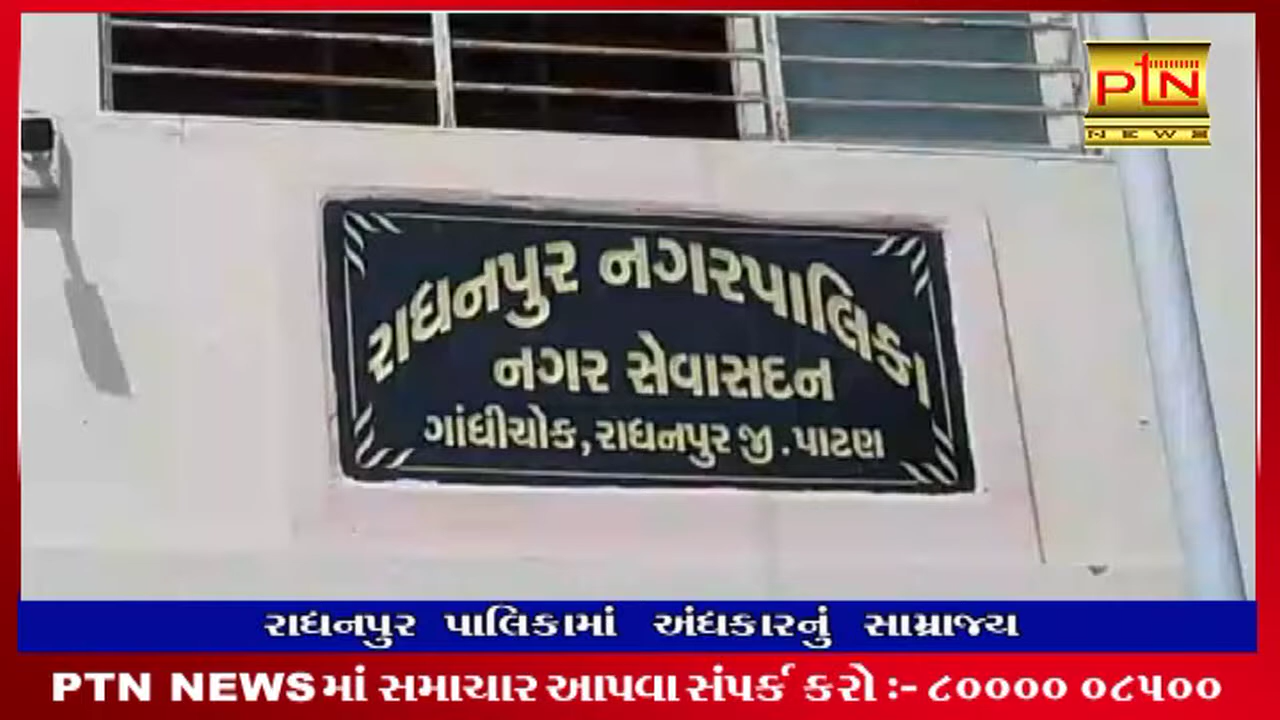 PTN
NEWS
રાધનપુર નગરપાલિકા
નગર સેવાસદન
ગાંધીચોક, રાધનપુર જી. પાટણ
રાધનપુર પાલિકામાં અંધકારનું સામ્રાજ્ય
PTN NEWSમાં સમાચાર આપવા સંપર્ક કરો :- ૮૦૦૦૦ ૦૮૫૦૦